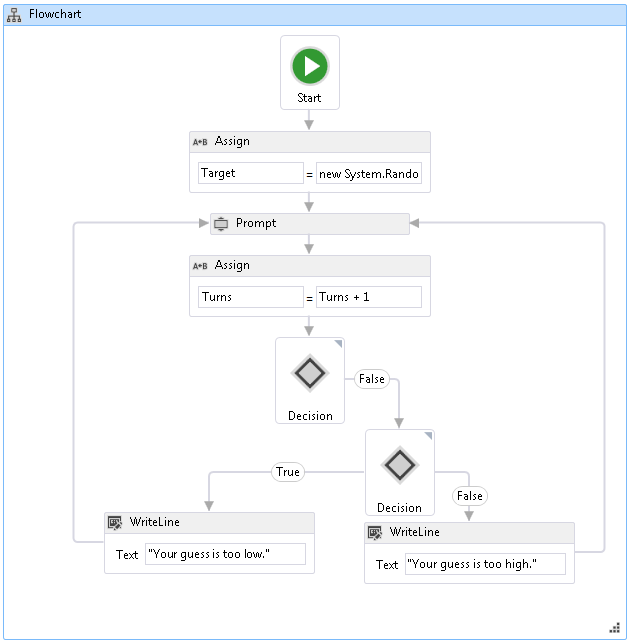 Flowchart
Start
A+B Assign
Target = new System.Rando
Prompt
A+B Assign
Turns = Turns + 1
False
Decision
True
False
Decision
WriteLine
Text "Your guess is too low."
WriteLine
Text "Your guess is too high."